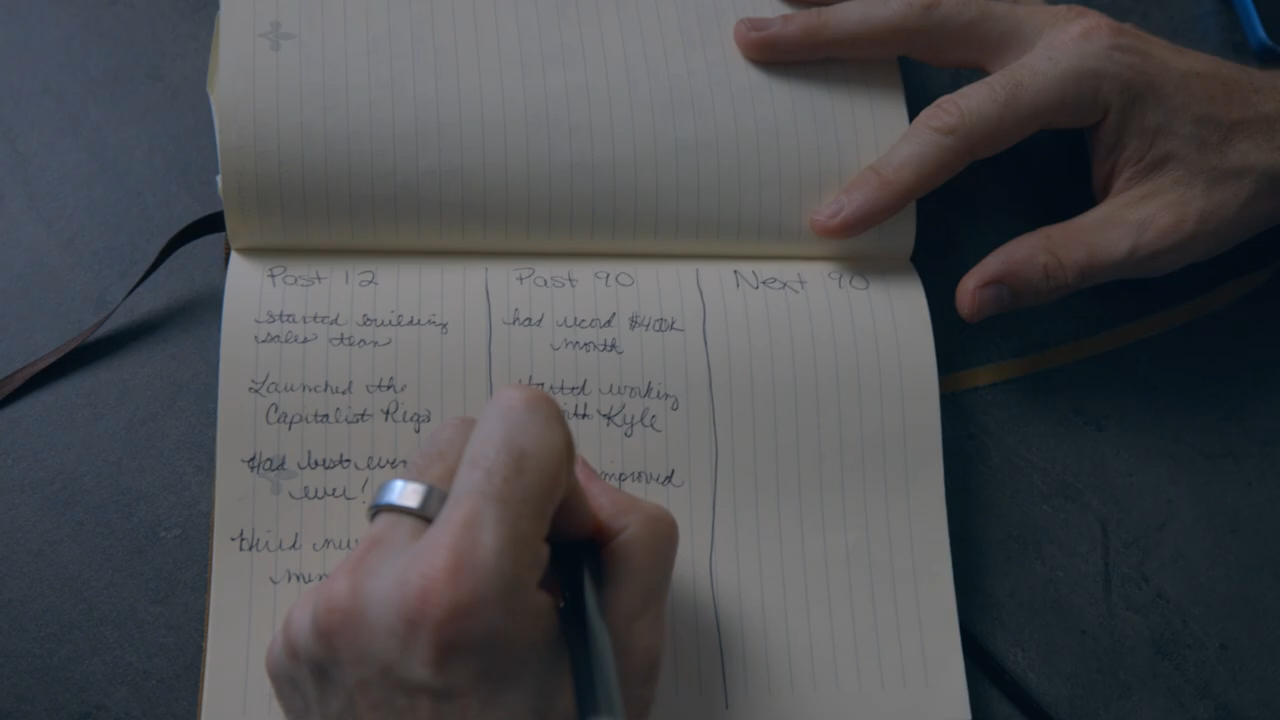 Past 12
started building
sales team
Launched the
Capitalist Pigs
Had best ever
ever!
third
Past 90
had record $400k
month
started working
with Kyle
improved
Next 90